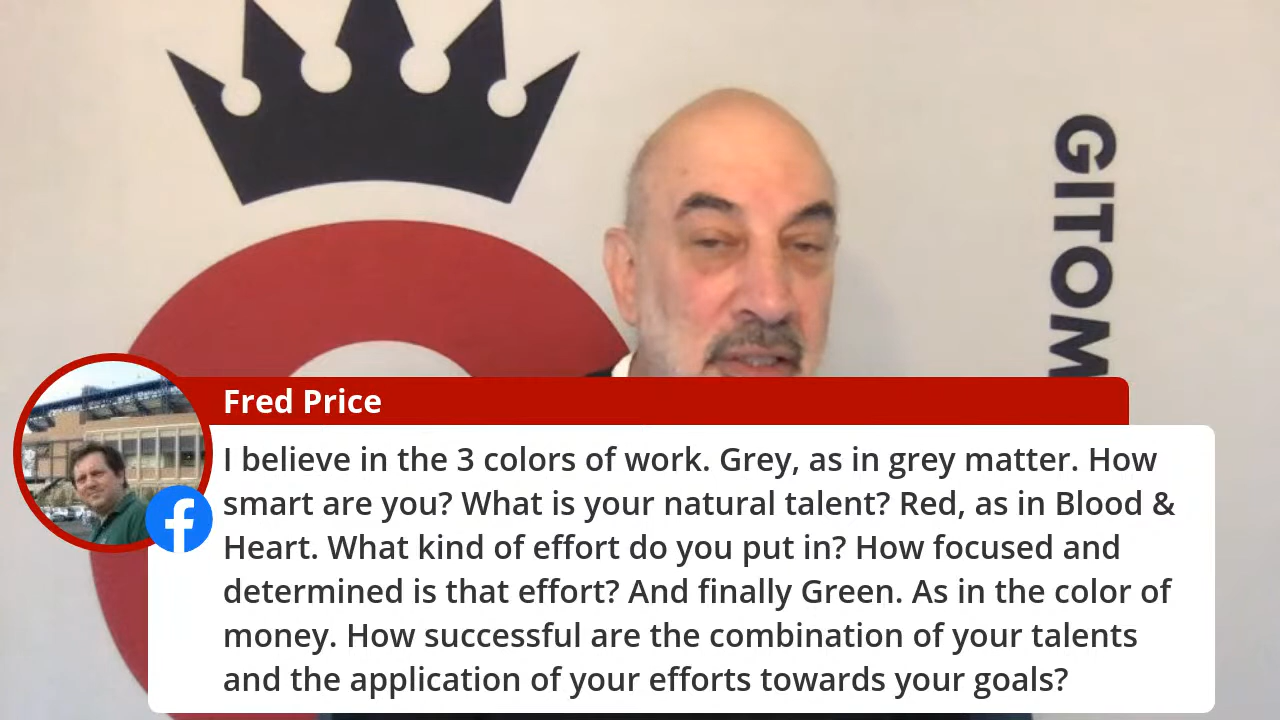 GITOM
Fred Price
I believe in the 3 colors of work. Grey, as in grey matter. How
smart are you? What is your natural talent? Red, as in Blood &
Heart. What kind of effort do you put in? How focused and
determined is that effort? And finally Green. As in the color of
money. How successful are the combination of your talents
and the application of your efforts towards your goals?